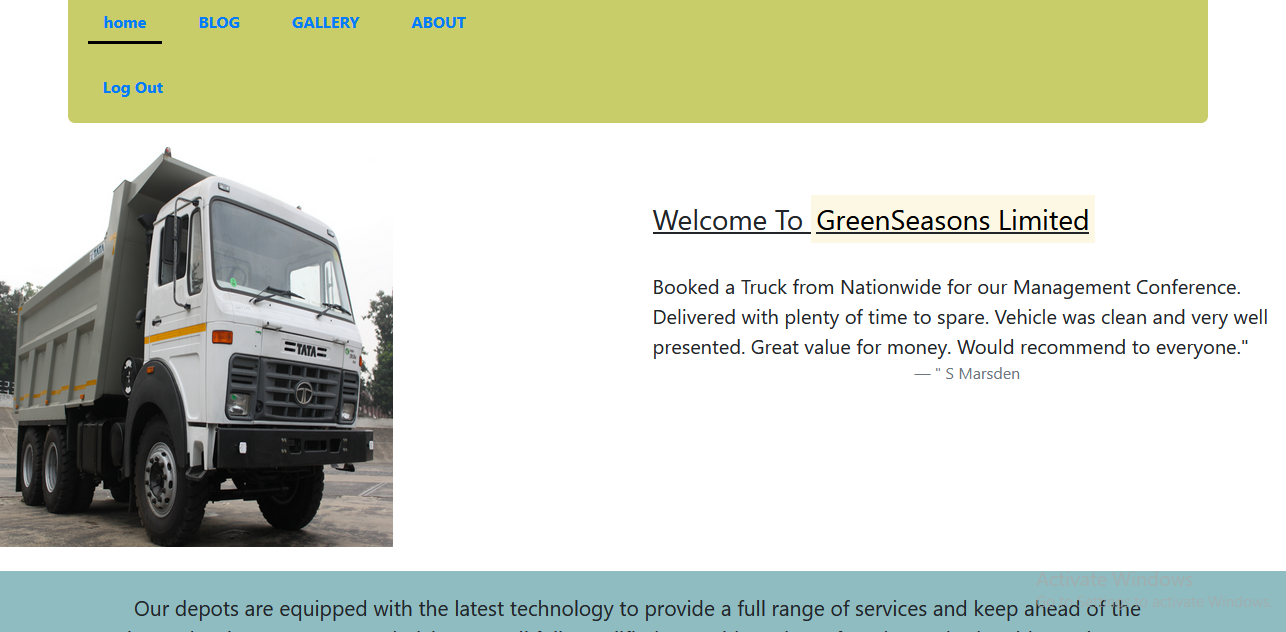 home BLOG GALLERY ABOUT
Log Out
Welcome To GreenSeasons Limited
Booked a Truck from Nationwide for our Management Conference.
Delivered with plenty of time to spare. Vehicle was clean and very well
presented. Great value for money. Would recommend to everyone."
— " S Marsden
TATA
TATA
Activate Windows
to activate Windows.
Our depots are equipped with the latest technology to provide a full range of services and keep ahead of the